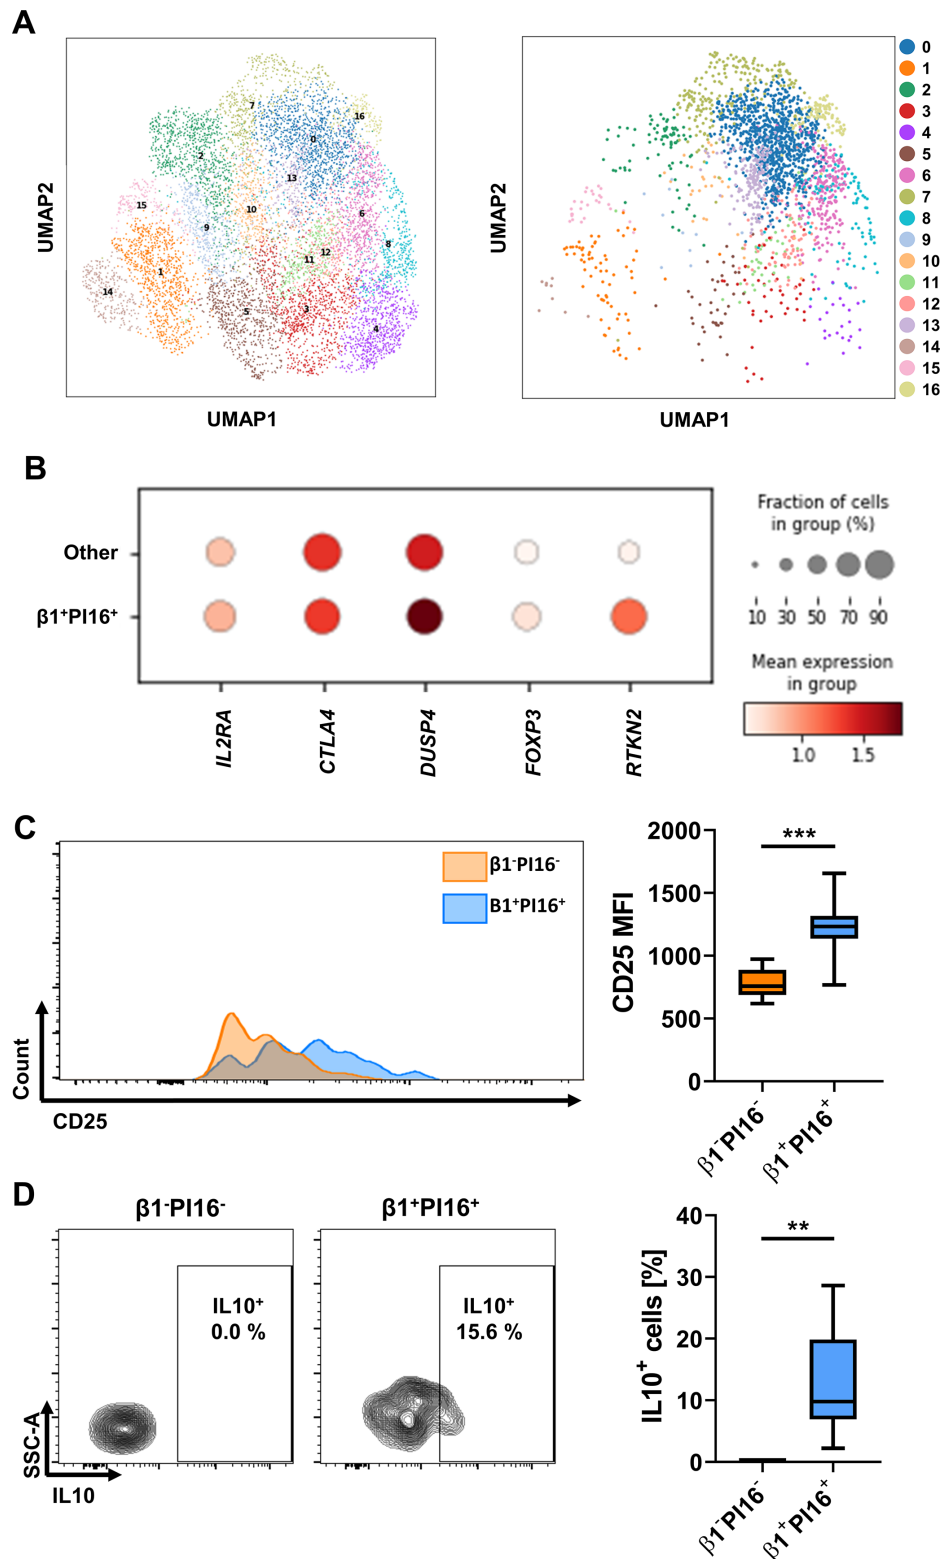 A
7
16
0
2
13
15
10
6
9
8
12
11
1
14
5
3
4
UMAP2
UMAP1
UMAP2
UMAP1
0
1
2
3
4
5
6
7
8
9
10
11
12
13
14
15
16
B
Other
β1⁺PI16⁺
IL2RA
CTLA4
DUSP4
FOXP3
RTKN2
Fraction of cells
in group (%)
10 30 50 70 90
Mean expression
in group
1.0 1.5
C
β1⁻PI16⁻
B1⁺PI16⁺
Count
CD25
CD25 MFI
2000
1500
1000
500
0
***
β1⁻PI16⁻
β1⁺PI16⁺
D
β1⁻PI16⁻
IL10⁺
0.0 %
β1⁺PI16⁺
IL10⁺
15.6 %
SSC-A
IL10
IL10⁺ cells [%]
40
30
20
10
0
**
β1⁻PI16⁻
β1⁺PI16⁺